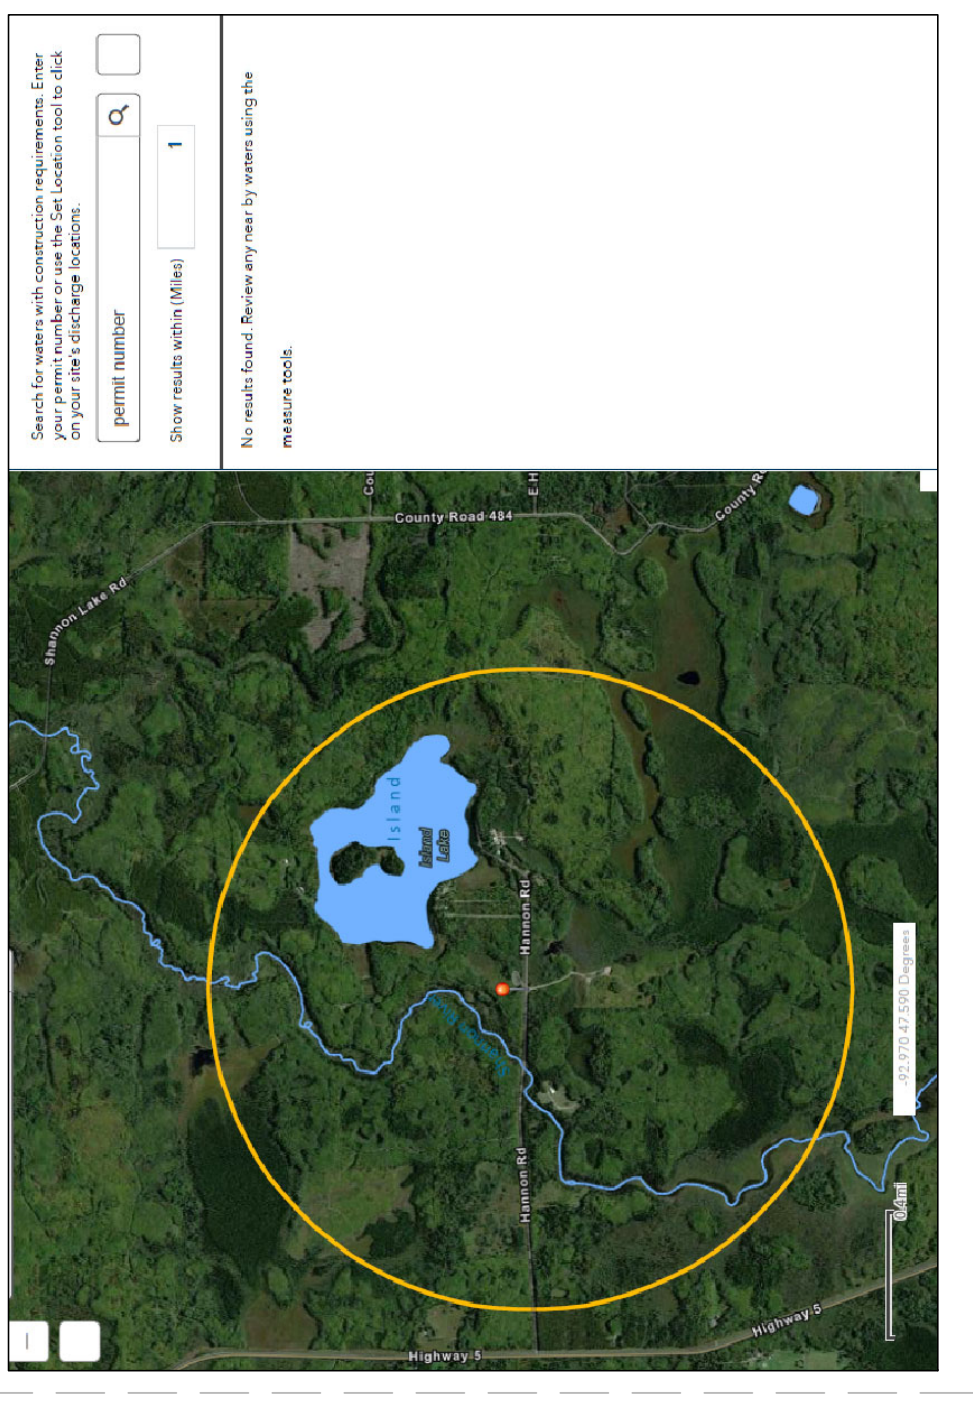 Search for waters with construction requirements. Enter
your permit number or use the Set Location tool to click
on your site's discharge locations.
permit number
Show results within (Miles)
1
No results found. Review any near by waters using the
measure tools.
Shannon Lake Rd
County Road 484
Cou
E H
County R
Island
Island
Lake
Hannon Rd
Hannon Rd
Highway 5
Highway 5
0.4mi
-92.970 47.590 Degrees